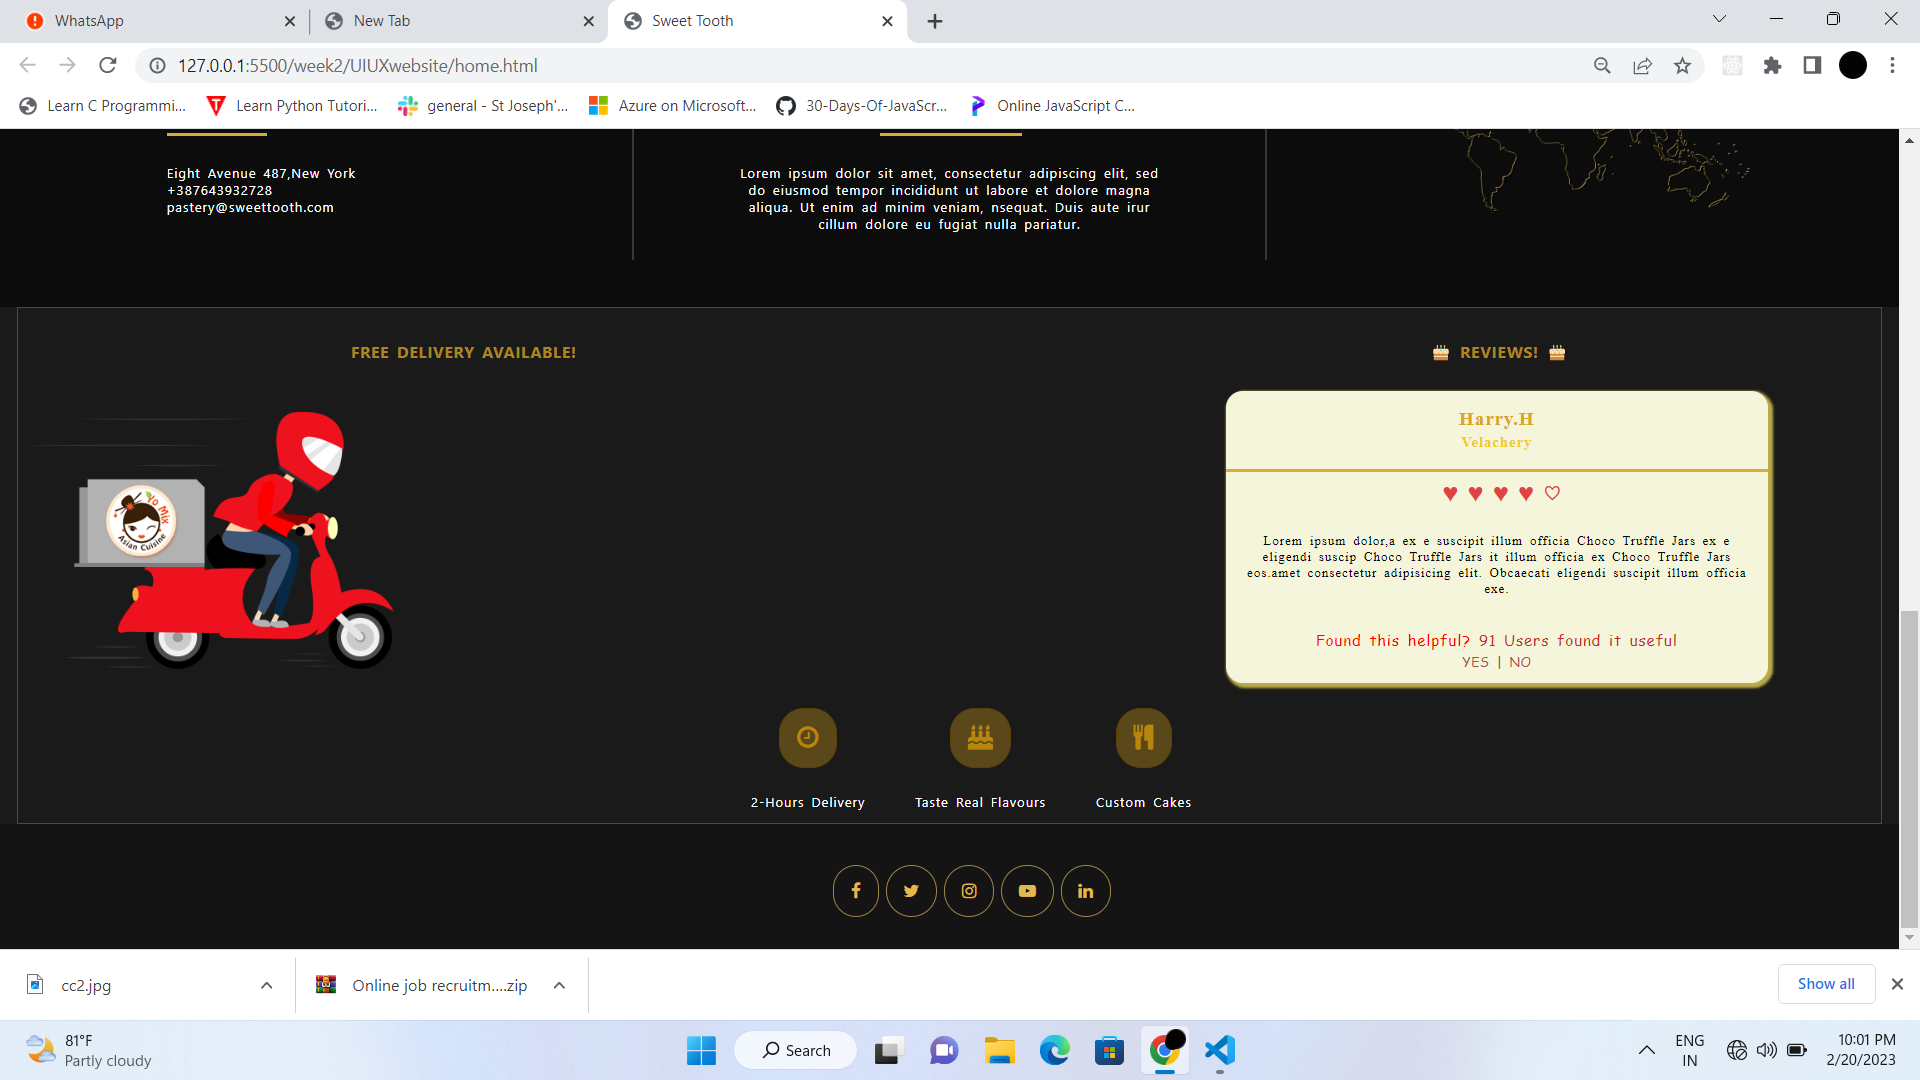 WhatsApp
New Tab
Sweet Tooth
127.0.0.1:5500/week2/UIUXwebsite/home.html
Learn C Programmi...
Learn Python Tutori...
general - St Joseph'...
Azure on Microsoft...
30-Days-Of-JavaScr...
Online JavaScript C...
Eight Avenue 487,New York
+387643932728
pastery@sweettooth.com
Lorem ipsum dolor sit amet, consectetur adipiscing elit, sed
do eiusmod tempor incididunt ut labore et dolore magna
aliqua. Ut enim ad minim veniam, nsequat. Duis aute irur
cillum dolore eu fugiat nulla pariatur.
FREE DELIVERY AVAILABLE!
Yo Mix
Asian Cuisine
REVIEWS!
Harry.H
Velachery
Lorem ipsum dolor,a ex e suscipit illum officia Choco Truffle Jars ex e
eligendi suscip Choco Truffle Jars it illum officia ex Choco Truffle Jars
eos.amet consectetur adipisicing elit. Obcaecati eligendi suscipit illum officia
exe.
Found this helpful? 91 Users found it useful
YES | NO
2-Hours Delivery
Taste Real Flavours
Custom Cakes
cc2.jpg
Online job recruitm....zip
Show all
81°F
Partly cloudy
Search
ENG
IN
10:01 PM
2/20/2023